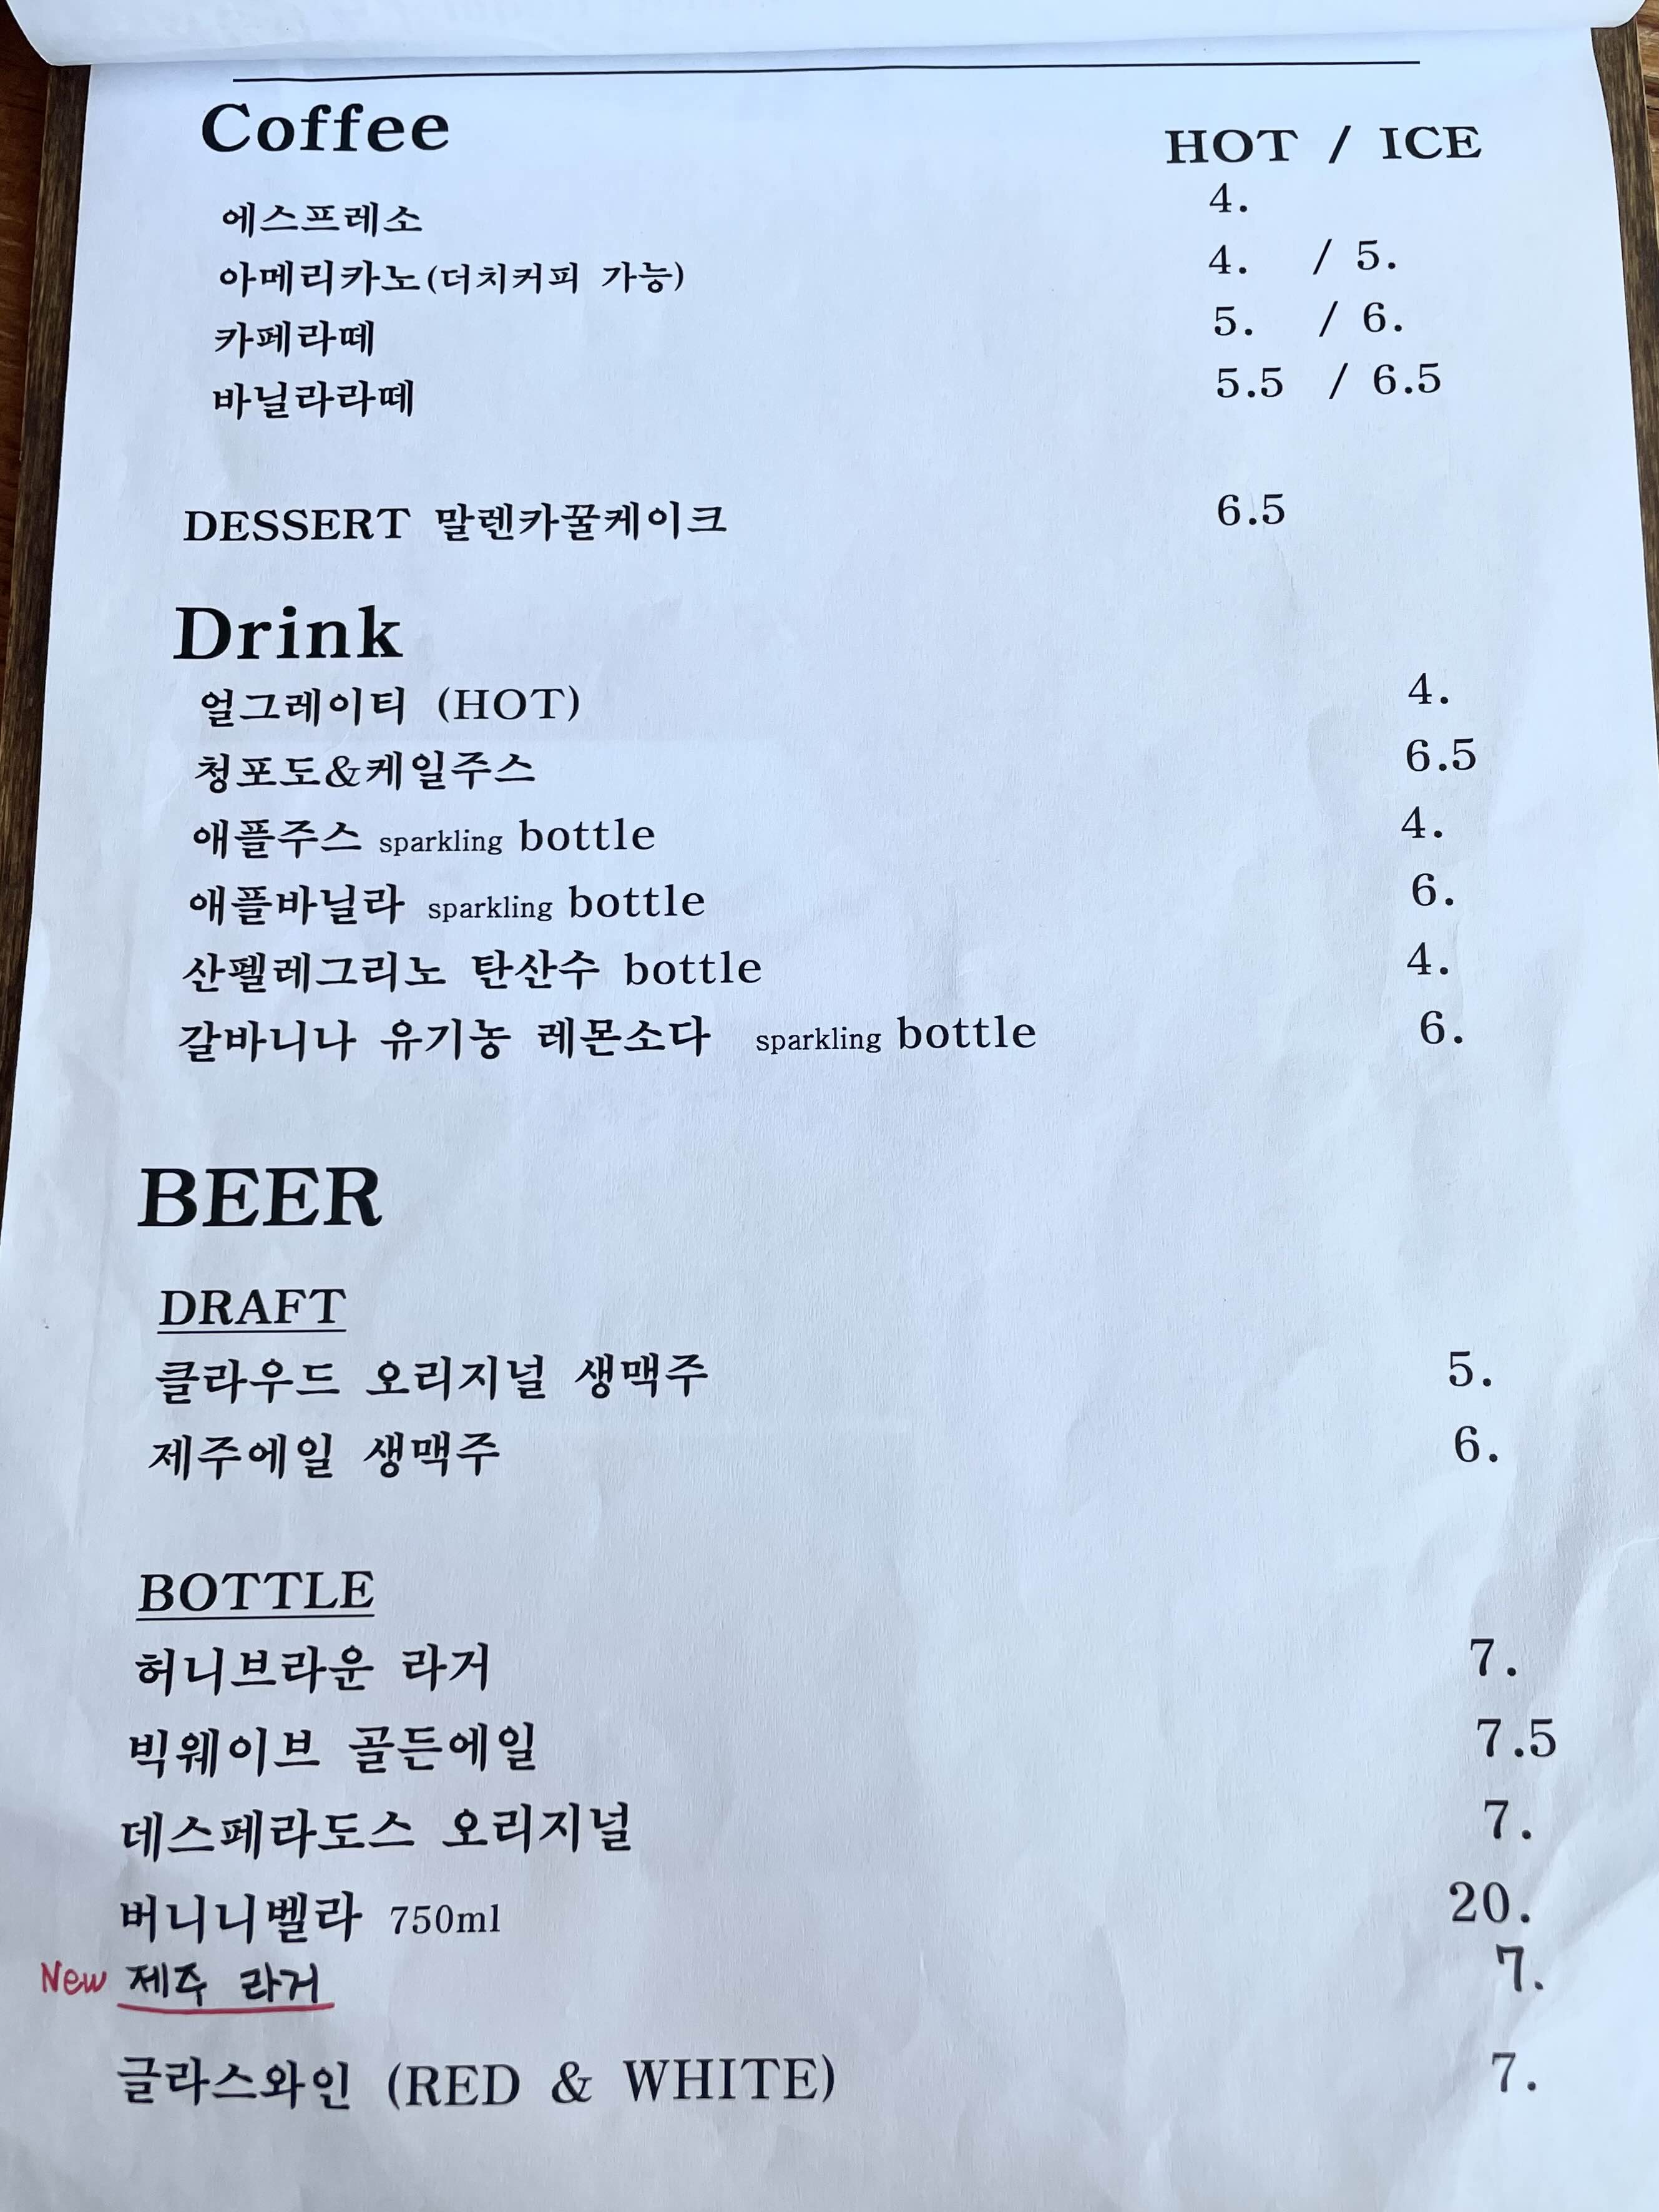 Coffee HOT / ICE
에스프레소 4.
아메리카노(더치커피 가능) 4. / 5.
카페라떼 5. / 6.
바닐라라떼 5.5 / 6.5
DESSERT 말렌카꿀케이크 6.5
Drink
얼그레이티 (HOT) 4.
청포도&케일주스 6.5
애플주스 sparkling bottle 4.
애플바닐라 sparkling bottle 6.
산펠레그리노 탄산수 bottle 4.
갈바니나 유기농 레몬소다 sparkling bottle 6.
BEER
DRAFT
클라우드 오리지널 생맥주 5.
제주에일 생맥주 6.
BOTTLE
허니브라운 라거 7.
빅웨이브 골든에일 7.5
데스페라도스 오리지널 7.
버니니벨라 750ml 20.
New 제주 라거 7.
글라스와인 (RED & WHITE) 7.